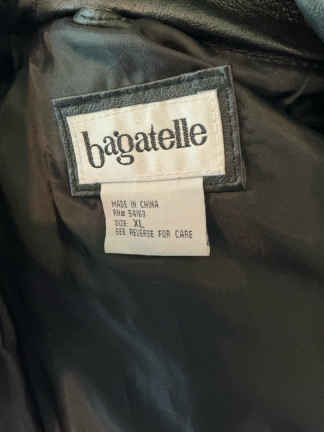 bagatelle
MADE IN CHINA
RN# 54163
SIZE: XL
SEE REVERSE FOR CARE